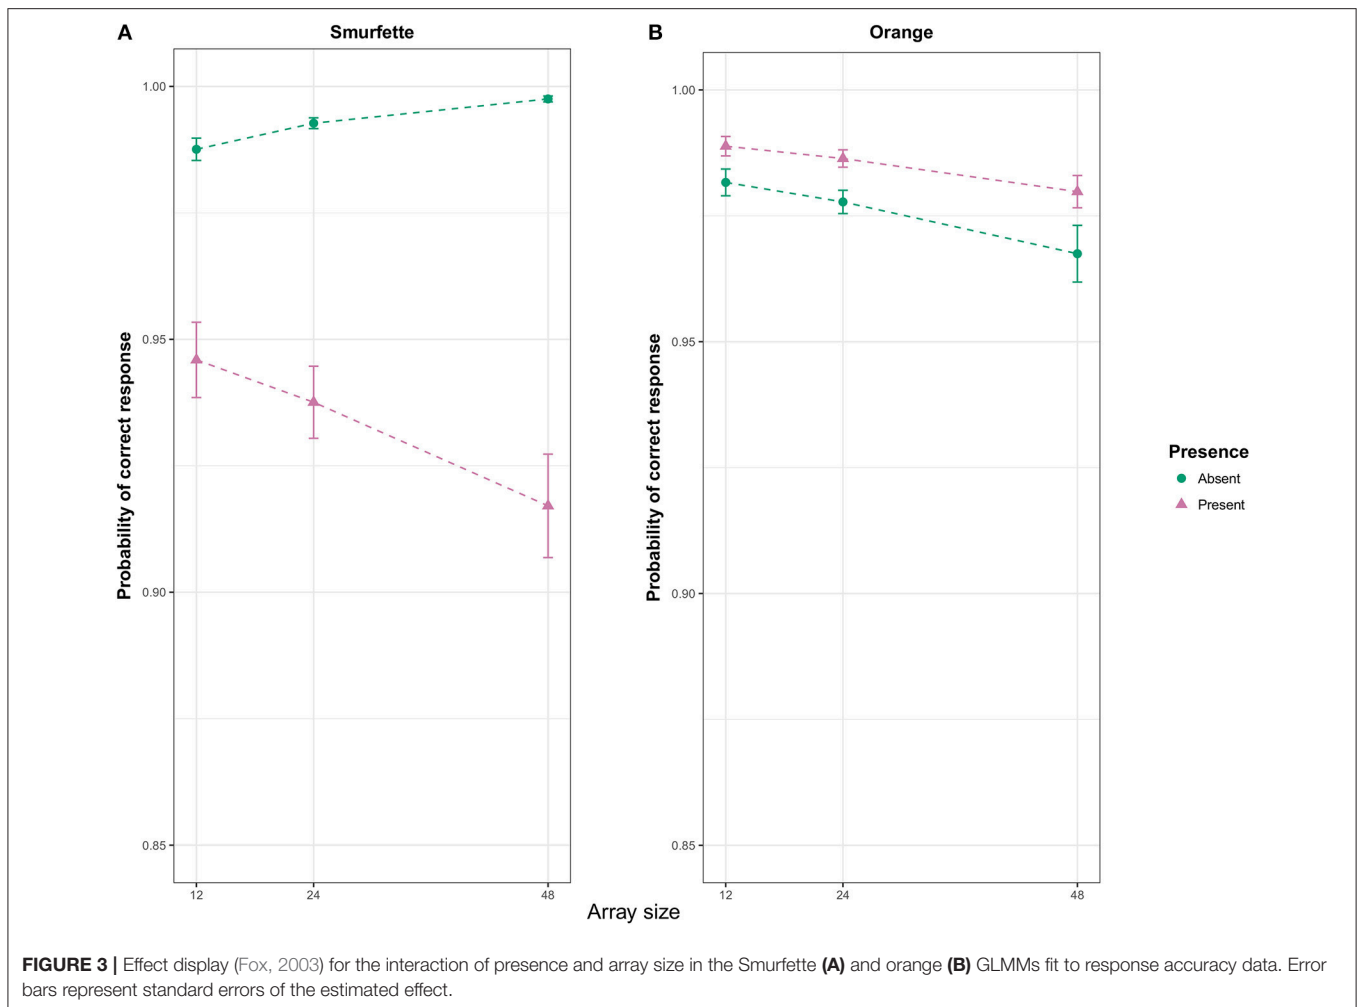 A
Smurfette
B
Orange
1.00
0.95
0.90
0.85
Probability of correct response
12
24
48
1.00
0.95
0.90
0.85
Probability of correct response
12
24
48
Array size
Presence
Absent
Present
FIGURE 3 | Effect display (Fox, 2003) for the interaction of presence and array size in the Smurfette (A) and orange (B) GLMMs fit to response accuracy data. Error
bars represent standard errors of the estimated effect.